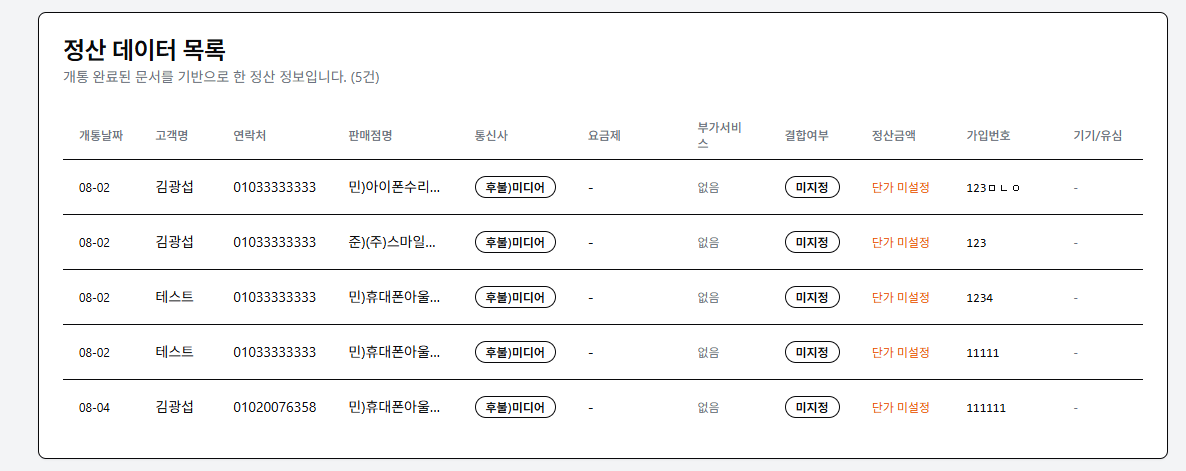 정산 데이터 목록
개통 완료된 문서를 기반으로 한 정산 정보입니다. (5건)
개통날짜 고객명 연락처 판매점명 통신사 요금제 부가서비스 결합여부 정산금액 가입번호 기기/유심
08-02 김광섭 01033333333 민)아이폰수리... 후불)미디어 - 없음 미지정 단가 미설정 123ㅁㄴㅇ -
08-02 김광섭 01033333333 준)(주)스마일... 후불)미디어 - 없음 미지정 단가 미설정 123 -
08-02 테스트 01033333333 민)휴대폰아울... 후불)미디어 - 없음 미지정 단가 미설정 1234 -
08-02 테스트 01033333333 민)휴대폰아울... 후불)미디어 - 없음 미지정 단가 미설정 11111 -
08-04 김광섭 01020076358 민)휴대폰아울... 후불)미디어 - 없음 미지정 단가 미설정 111111 -